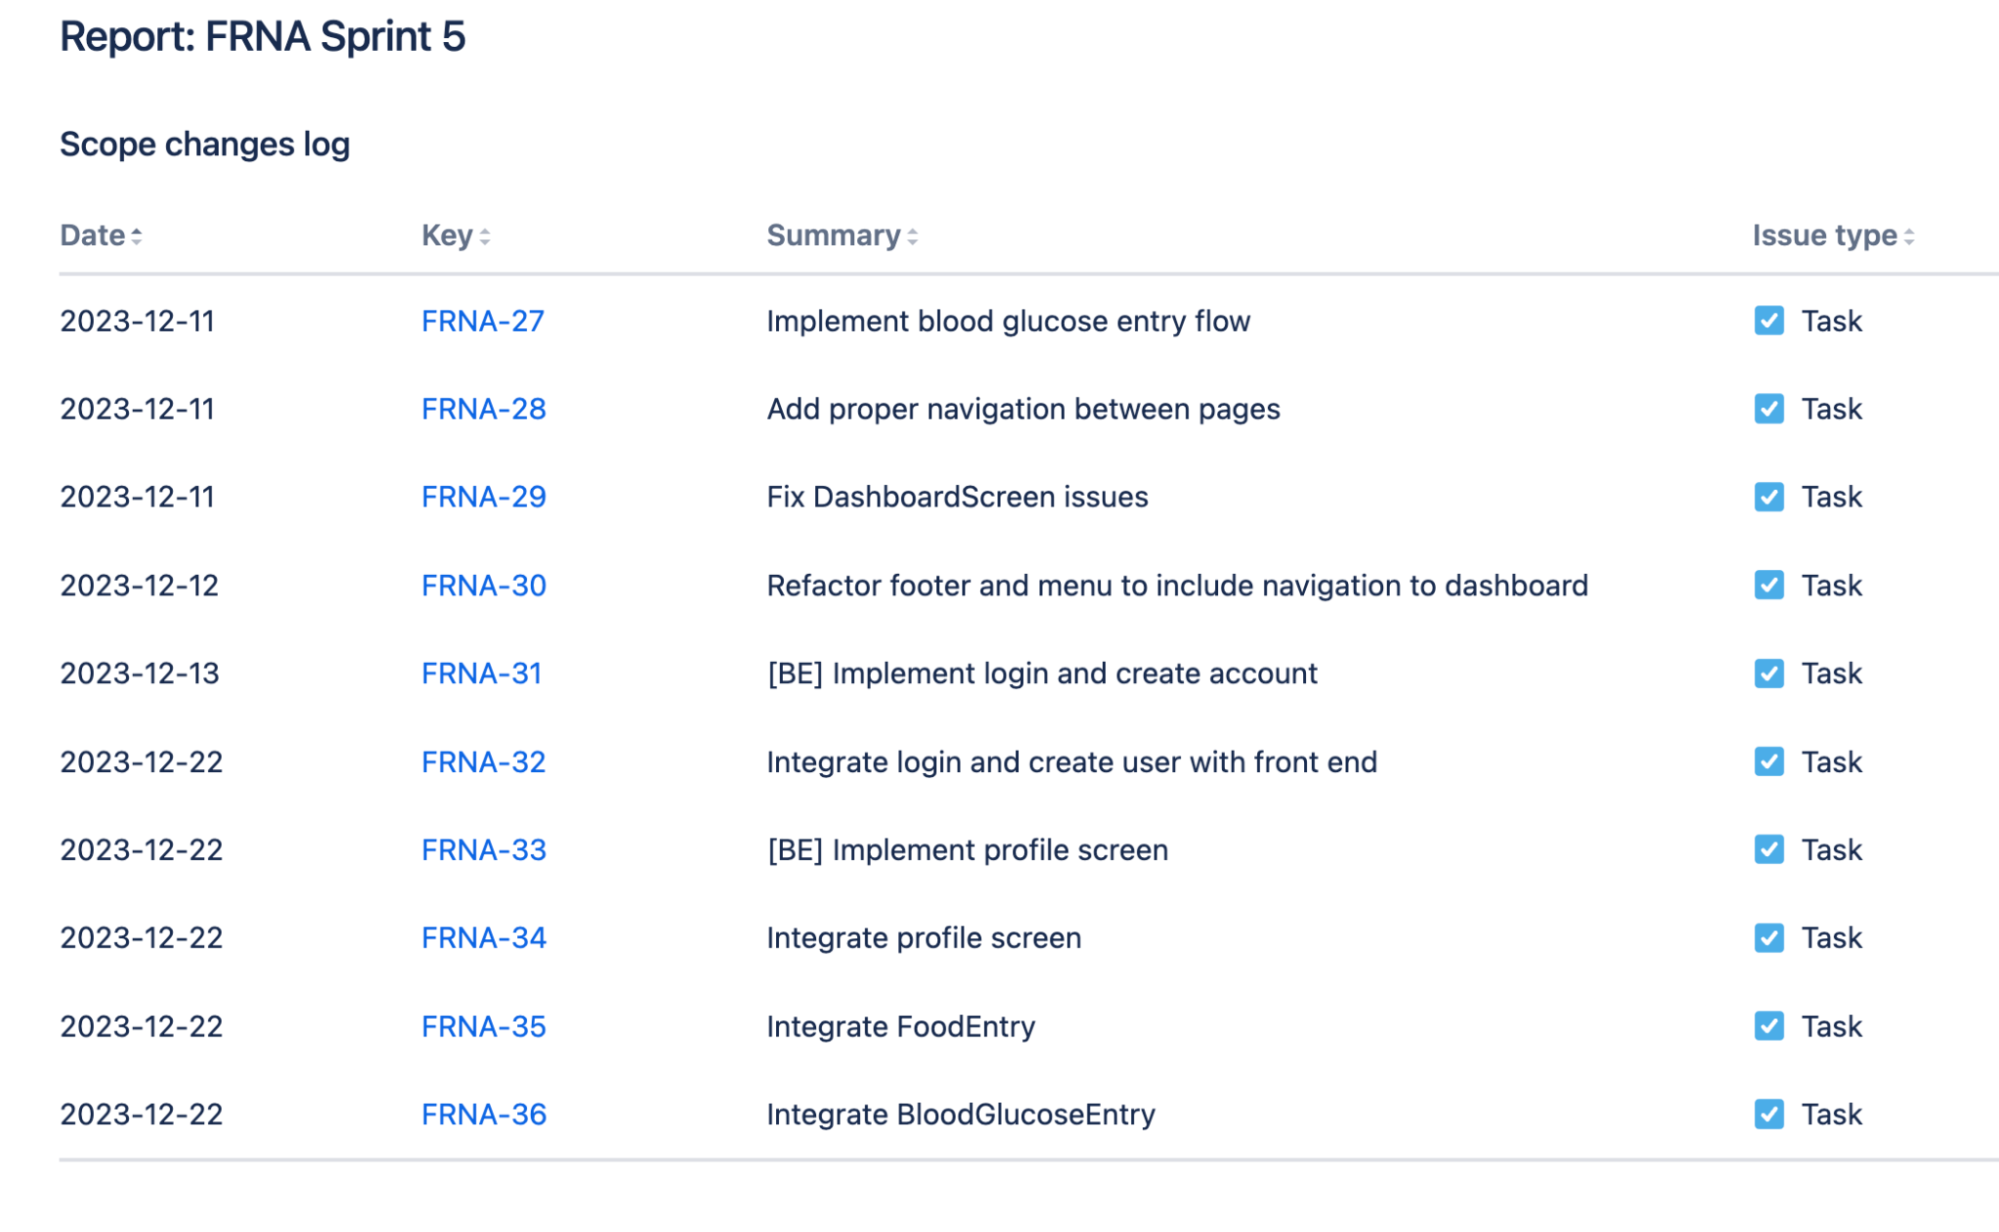 Report: FRNA Sprint 5
Scope changes log
Date Key Summary Issue type
2023-12-11 FRNA-27 Implement blood glucose entry flow Task
2023-12-11 FRNA-28 Add proper navigation between pages Task
2023-12-11 FRNA-29 Fix DashboardScreen issues Task
2023-12-12 FRNA-30 Refactor footer and menu to include navigation to dashboard Task
2023-12-13 FRNA-31 [BE] Implement login and create account Task
2023-12-22 FRNA-32 Integrate login and create user with front end Task
2023-12-22 FRNA-33 [BE] Implement profile screen Task
2023-12-22 FRNA-34 Integrate profile screen Task
2023-12-22 FRNA-35 Integrate FoodEntry Task
2023-12-22 FRNA-36 Integrate BloodGlucoseEntry Task